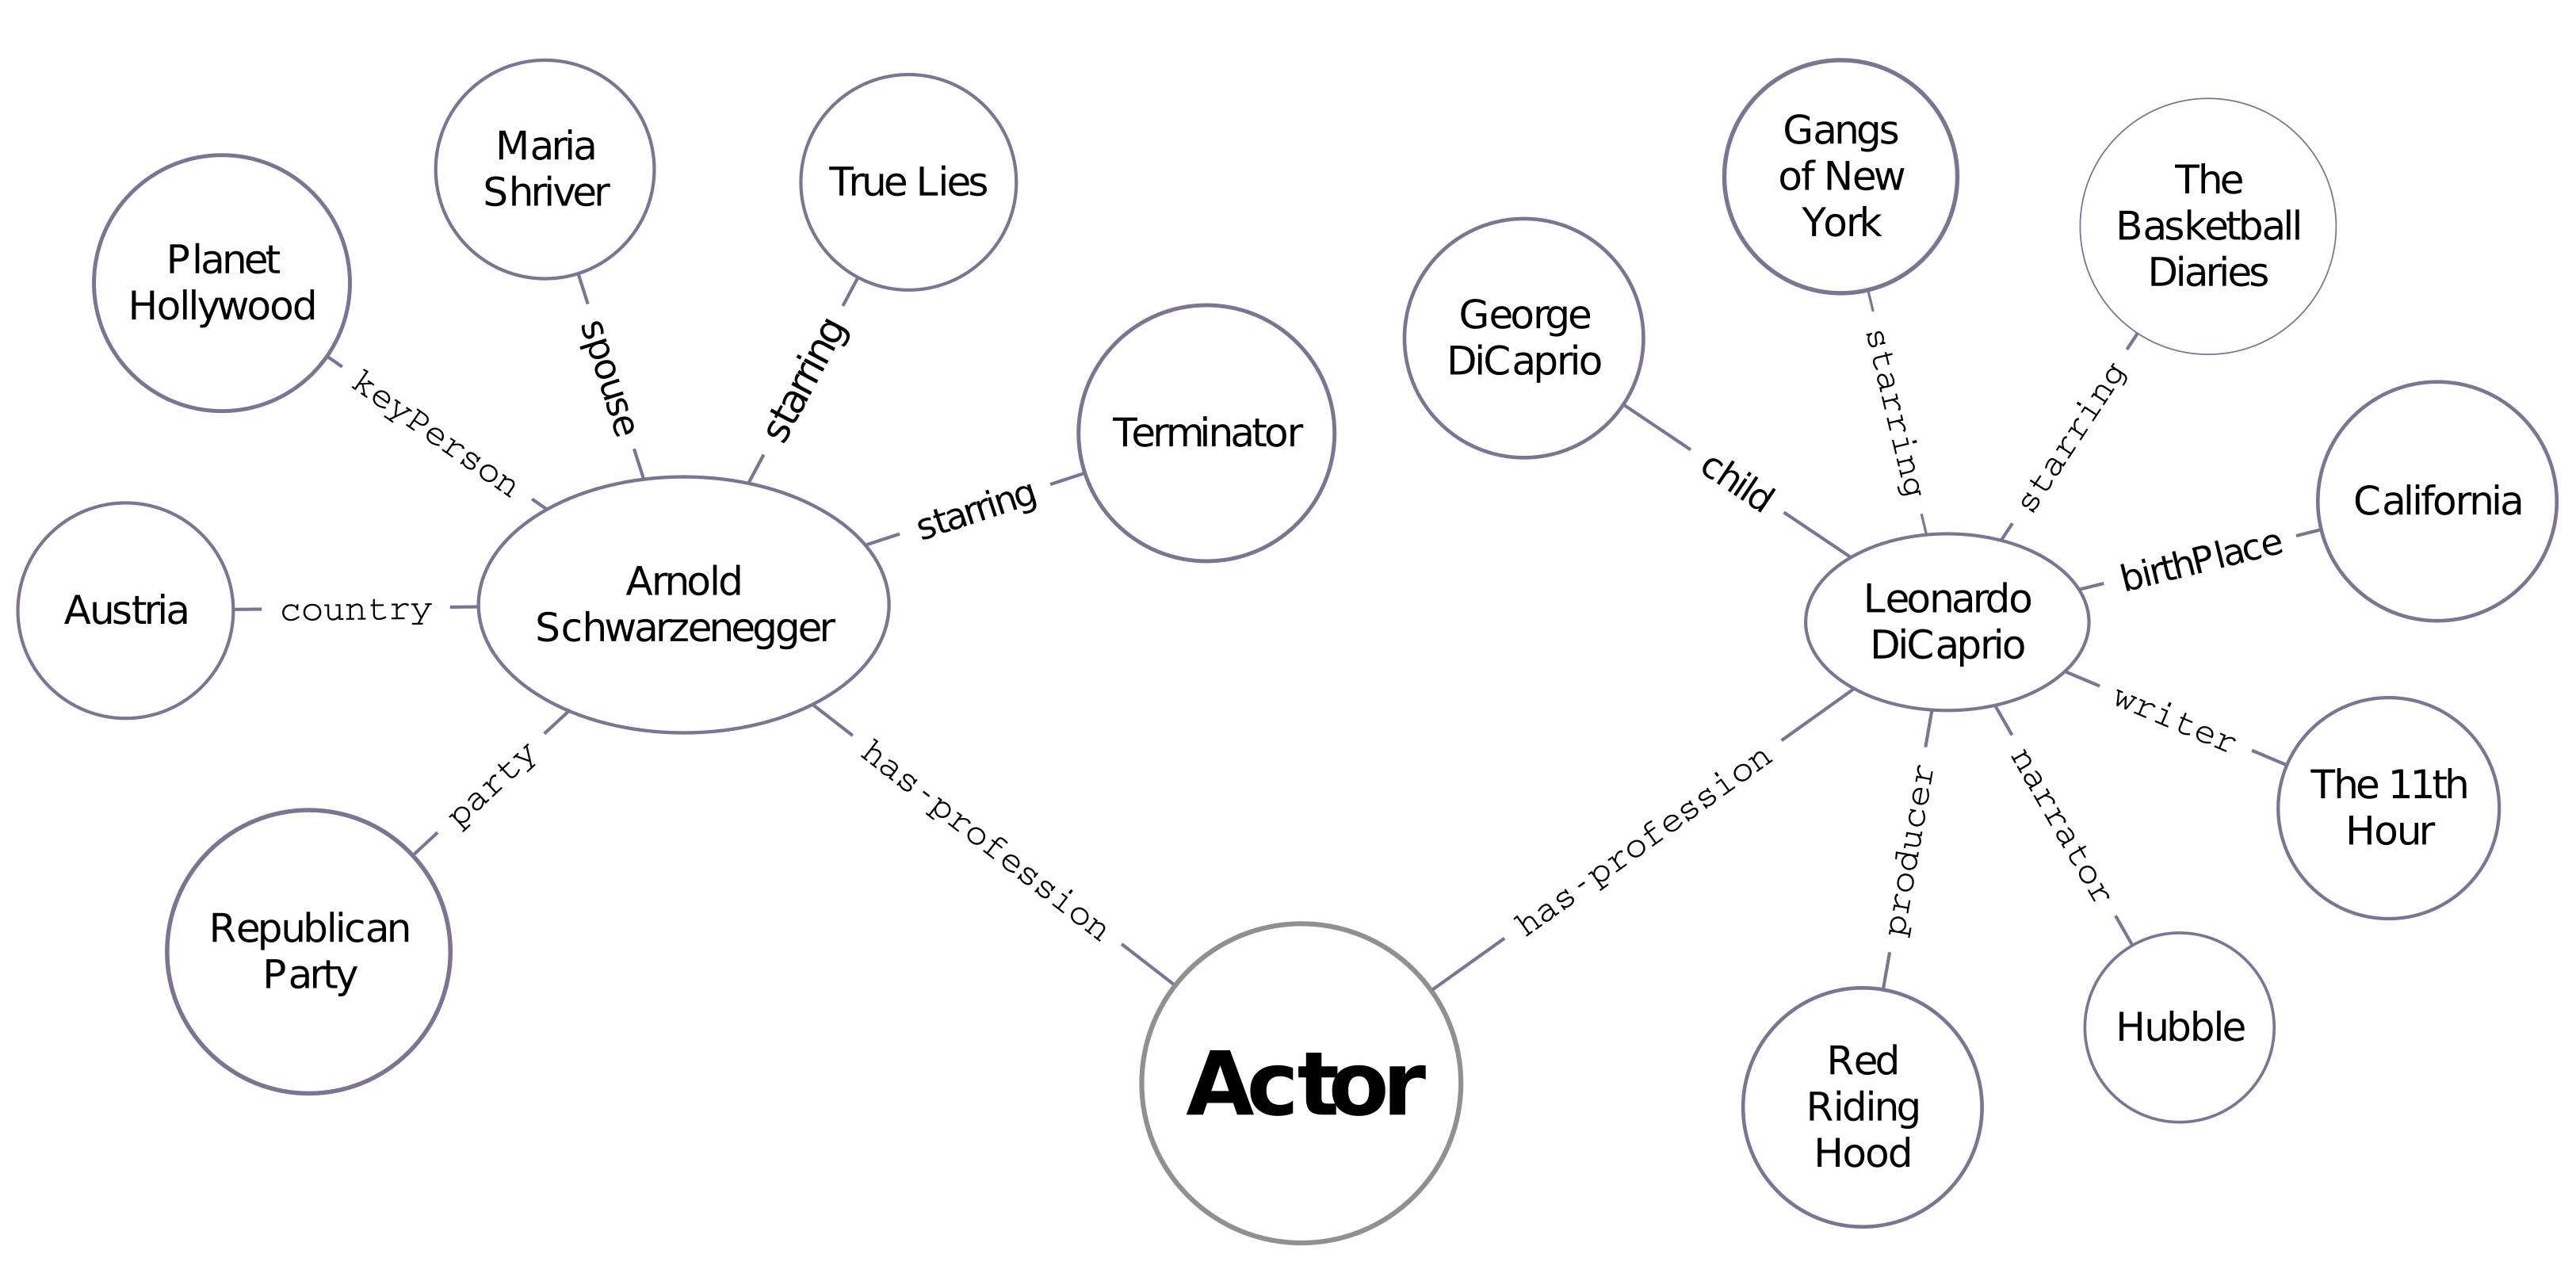 Maria
Shriver
True Lies
Planet
Hollywood
Terminator
spouse
starring
keyPerson
starring
Austria
country
Arnold
Schwarzenegger
party
has-profession
Republican
Party
Actor
Gangs
of New
York
The
Basketball
Diaries
George
DiCaprio
starring
starring
child
California
birthPlace
Leonardo
DiCaprio
writer
The 11th
Hour
has-profession
producer
narrator
Hubble
Red
Riding
Hood